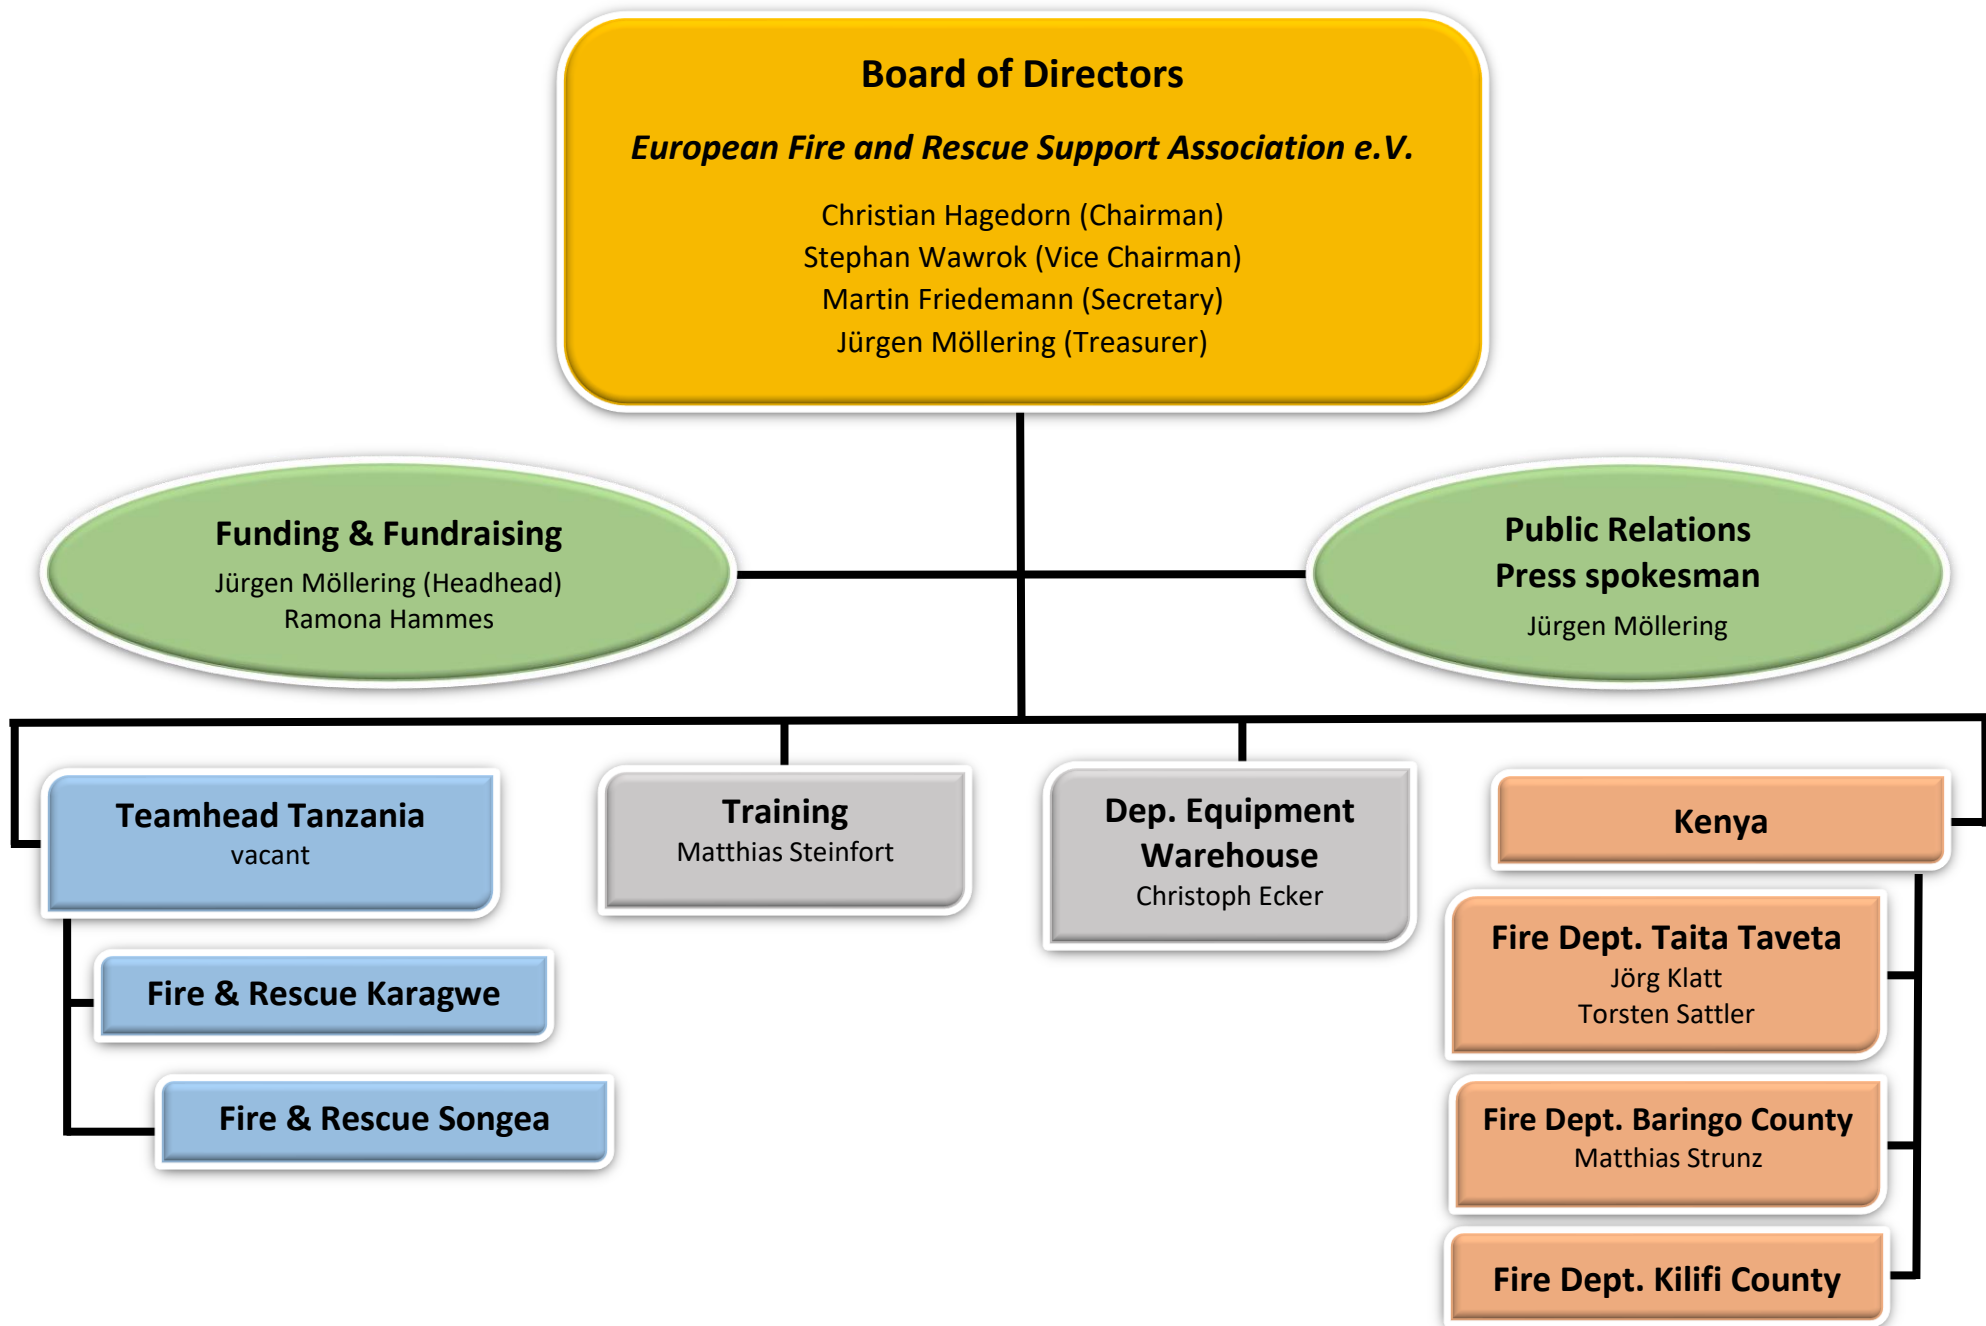 Board of Directors
European Fire and Rescue Support Association e.V.
Christian Hagedorn (Chairman)
Stephan Wawrok (Vice Chairman)
Martin Friedemann (Secretary)
Jürgen Möllering (Treasurer)
Funding & Fundraising
Jürgen Möllering (Headhead)
Ramona Hammes
Public Relations
Press spokesman
Jürgen Möllering
Teamhead Tanzania
vacant
Fire & Rescue Karagwe
Fire & Rescue Songea
Training
Matthias Steinfort
Dep. Equipment
Warehouse
Christoph Ecker
Kenya
Fire Dept. Taita Taveta
Jörg Klatt
Torsten Sattler
Fire Dept. Baringo County
Matthias Strunz
Fire Dept. Kilifi County